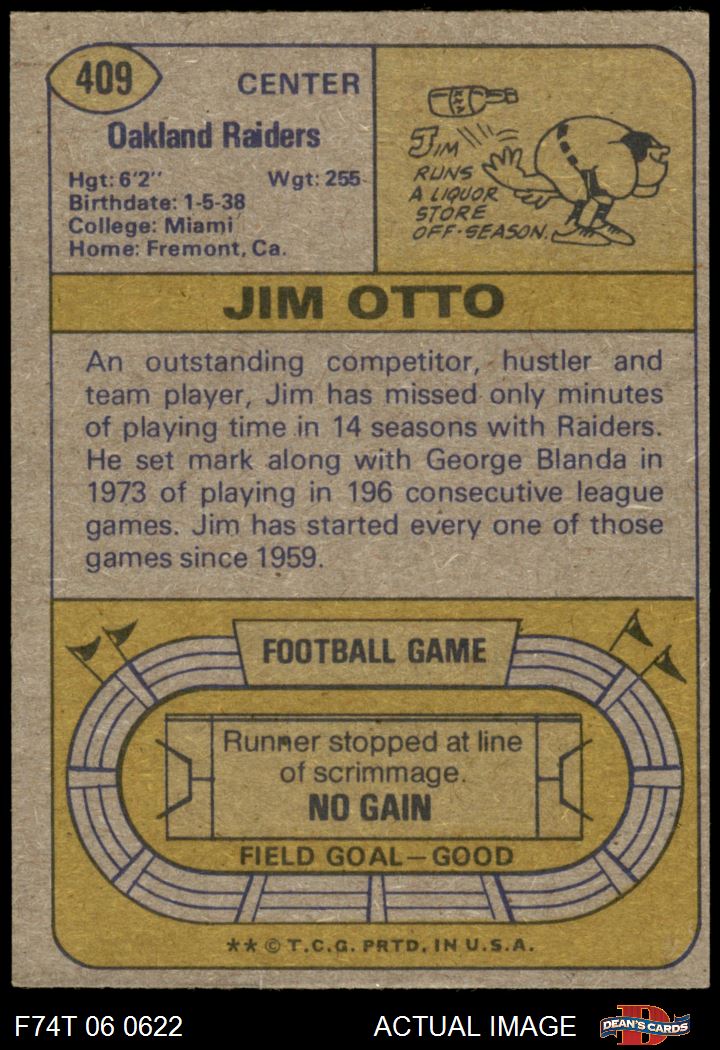 409
CENTER
Oakland Raiders
Hgt: 6'2" Wgt: 255
Birthdate: 1-5-38
College: Miami
Home: Fremont, Ca.
JIM
RUNS
A LIQUOR
STORE
OFF-SEASON.
XXX
JIM OTTO
An outstanding competitor, hustler and
team player, Jim has missed only minutes
of playing time in 14 seasons with Raiders.
He set mark along with George Blanda in
1973 of playing in 196 consecutive league
games. Jim has started every one of those
games since 1959.
FOOTBALL GAME
Runner stopped at line
of scrimmage.
NO GAIN
FIELD GOAL—GOOD
** © T.C.G. PRTD. IN U.S.A.
F74T 06 0622 ACTUAL IMAGE
D
DEAN'S CARDS